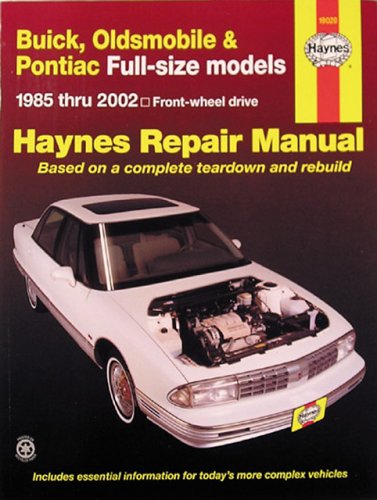 19020
Haynes
Buick, Oldsmobile &
Pontiac Full-size models
1985 thru 2002 □ Front-wheel drive
Haynes Repair Manual
Based on a complete teardown and rebuild
Haynes
Includes essential information for today's more complex vehicles